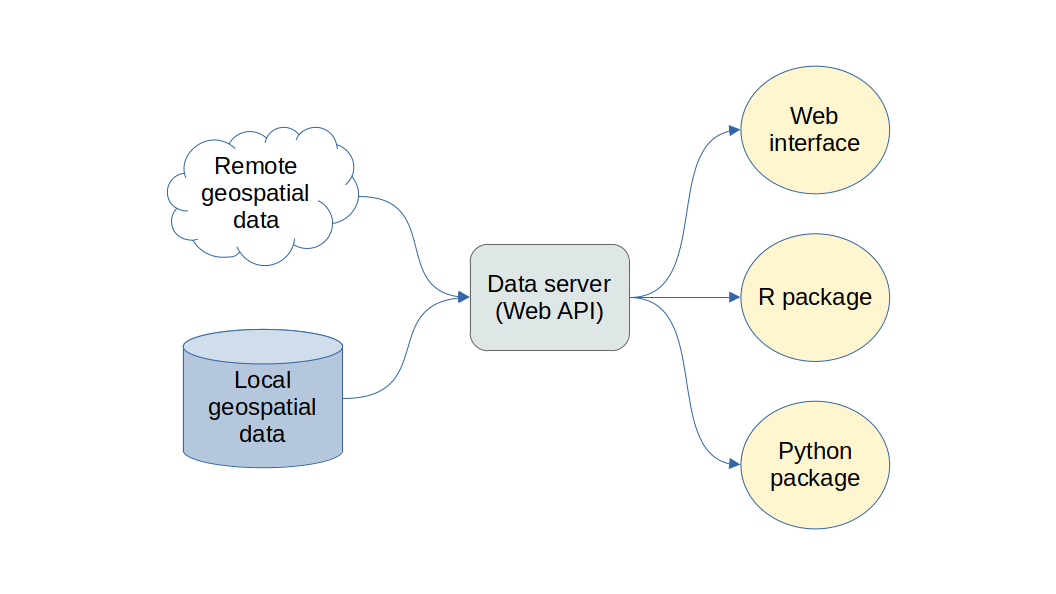 Remote
geospatial
data
Local
geospatial
data
Data server
(Web API)
Web
interface
R package
Python
package